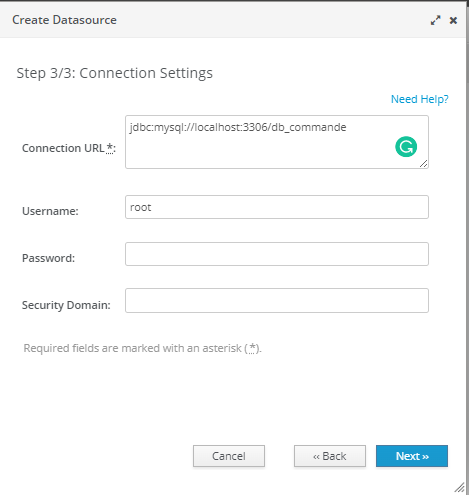 Create Datasource
Step 3/3: Connection Settings
Need Help?
Connection URL*:
jdbc:mysql://localhost:3306/db_commande
Username:
root
Password:
Security Domain:
Required fields are marked with an asterisk (*).
Cancel
‹‹ Back
Next ››